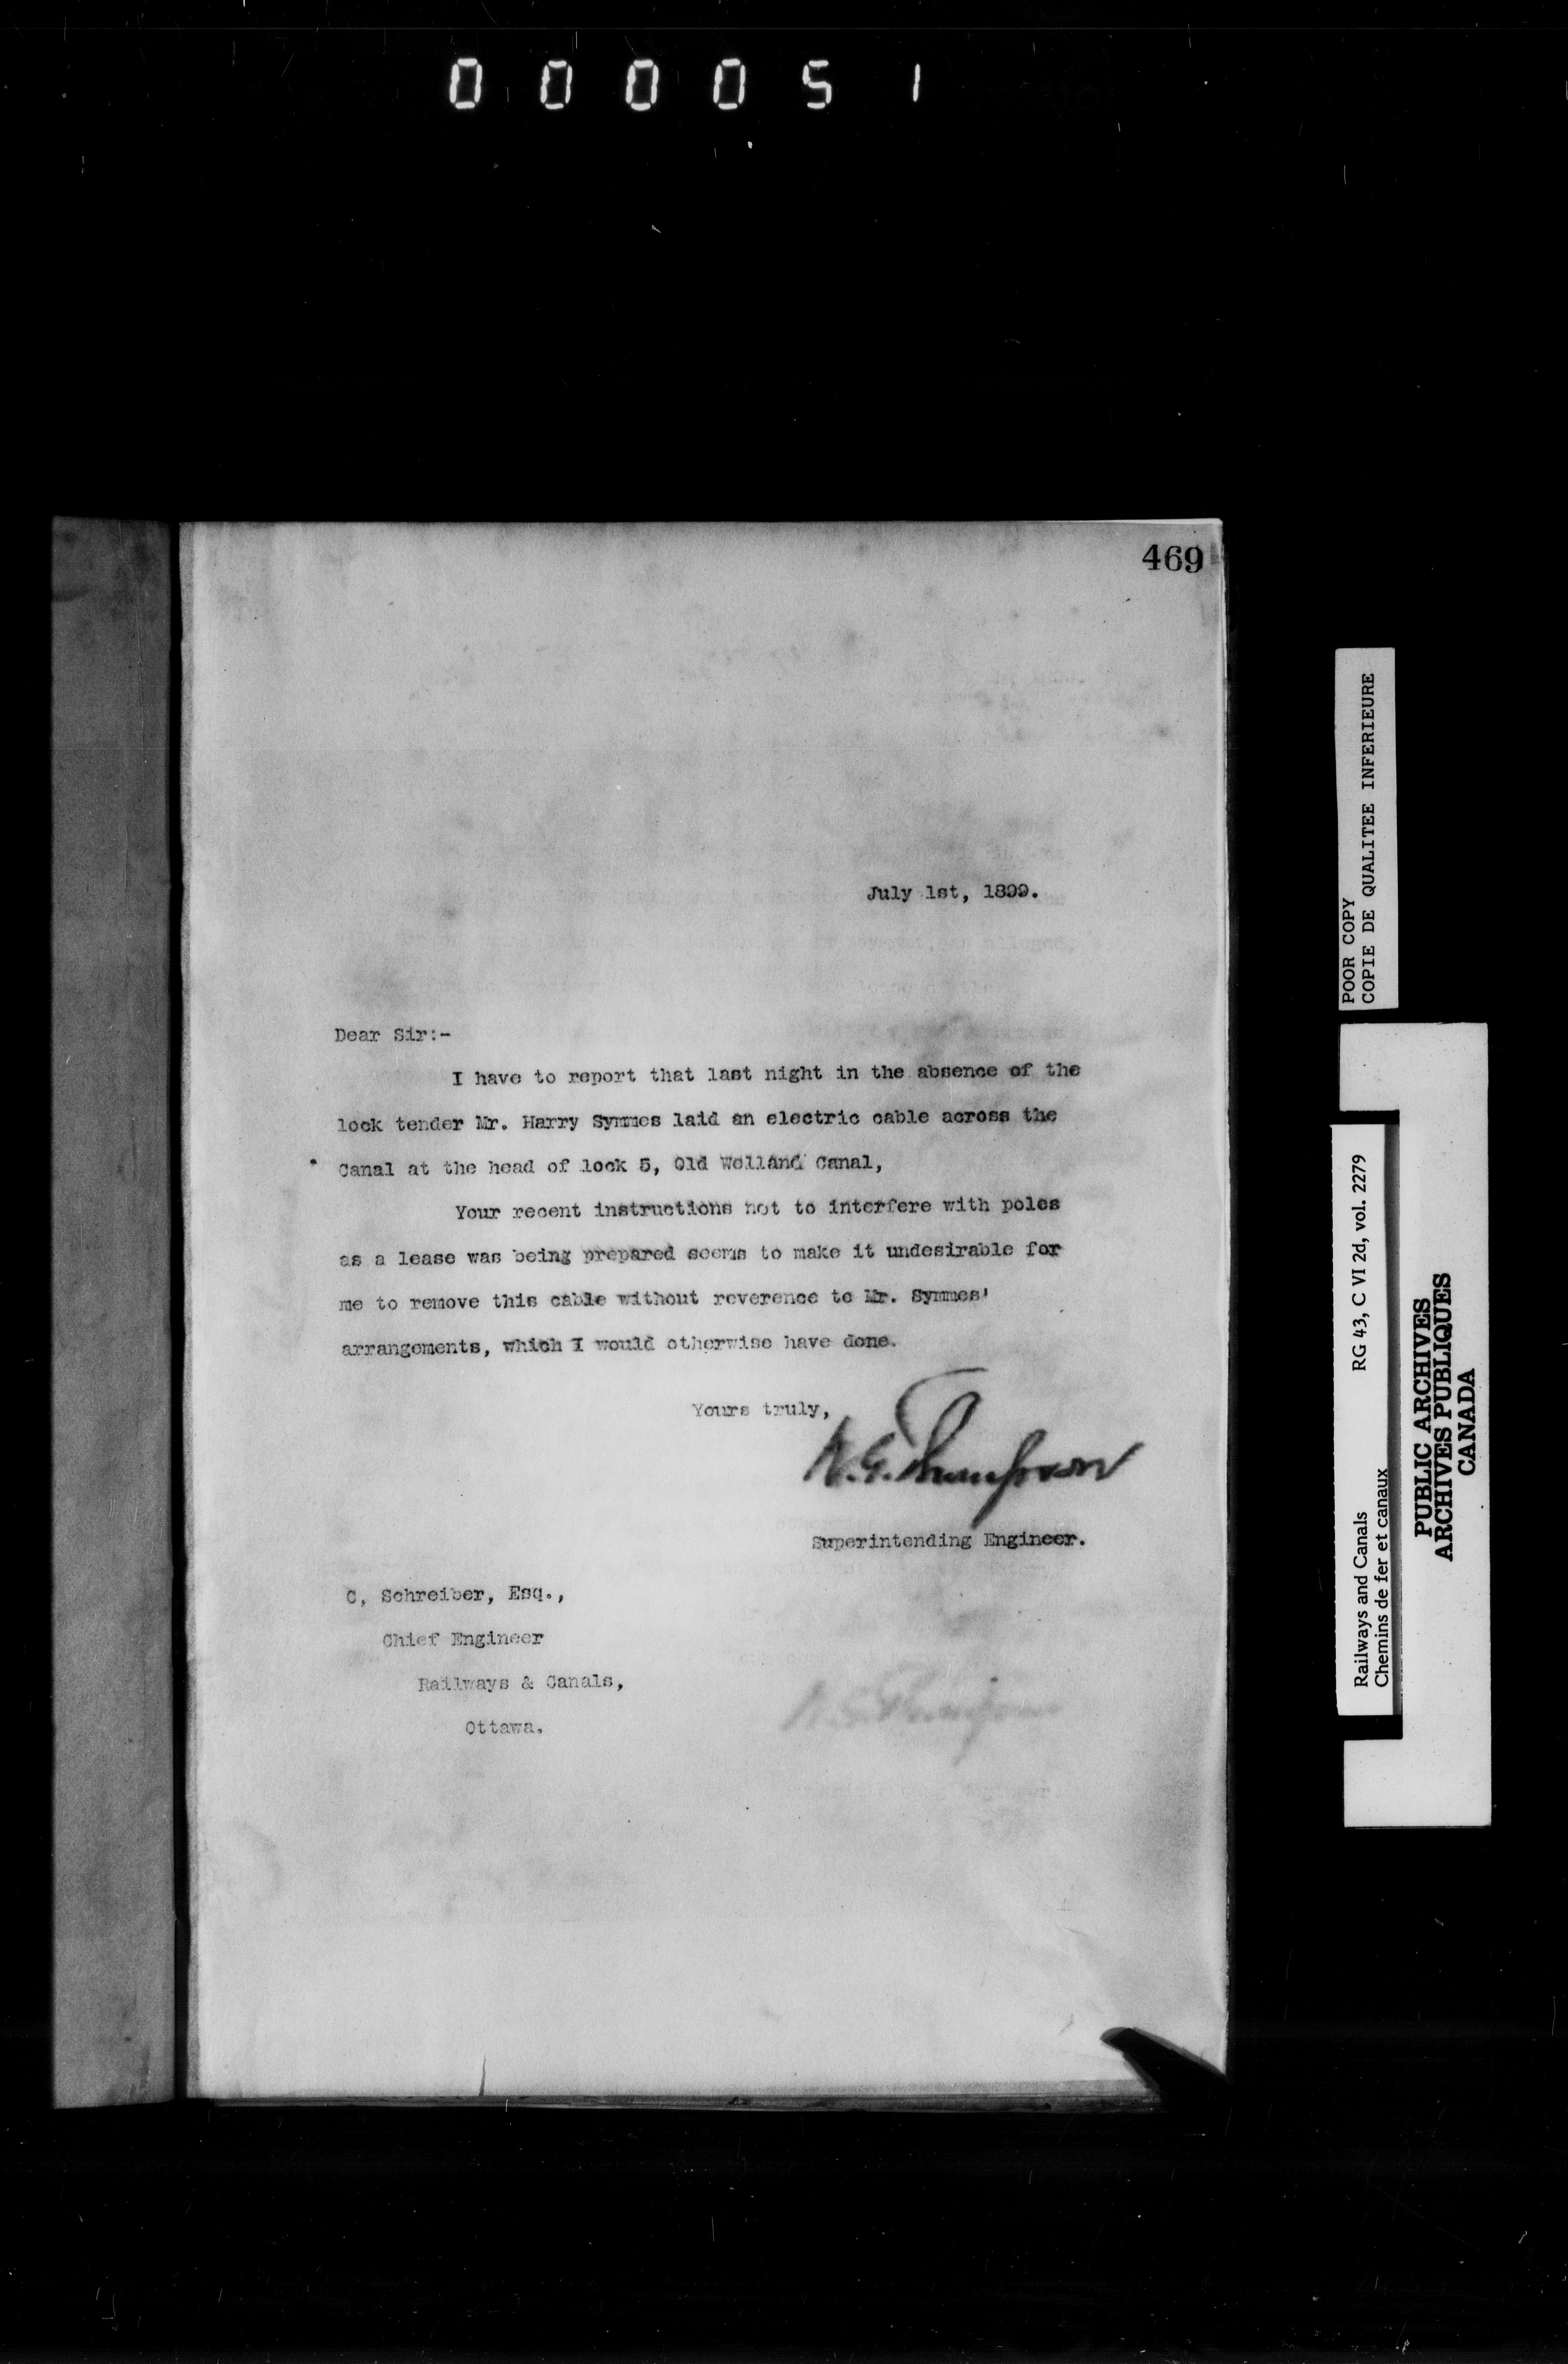 000051
469
July 1st, 1899.
Dear Sir:-
I have to report that last night in the absence of the
lock tender Mr. Harry Symmes laid an electric cable across the
Canal at the head of lock 5, Old Welland Canal,
Your recent instructions not to interfere with poles
as a lease was being prepared seems to make it undesirable for
me to remove this cable without reverence to Mr. Symmes'
arrangements, which I would otherwise have done.
Yours truly,
W.G. Thompson
Superintending Engineer.
C, Schreiber, Esq.,
Chief Engineer
Railways & Canals,
Ottawa.
POOR COPY
COPIE DE QUALITEE INFERIEURE
Railways and Canals RG 43, C VI 2d, vol. 2279
Chemins de fer et canaux
PUBLIC ARCHIVES
ARCHIVES PUBLIQUES
CANADA